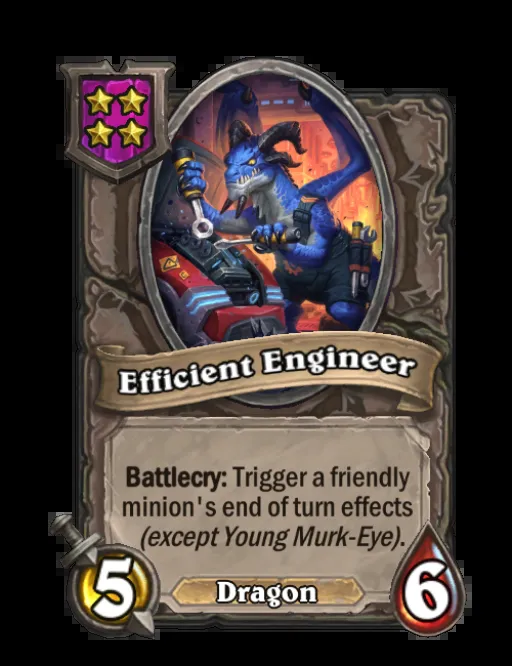 Efficient Engineer
Battlecry: Trigger a friendly
minion's end of turn effects
(except Young Murk-Eye).
5
Dragon
6